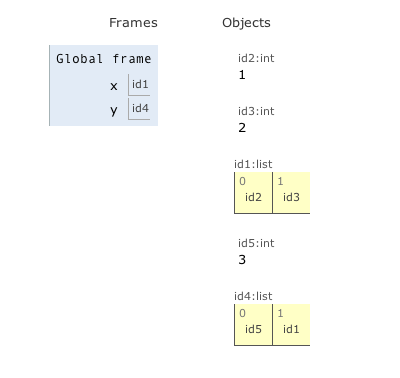 Frames Objects
Global frame
x id1
y id4
id2:int
1
id3:int
2
id1:list
0 1
id2 id3
id5:int
3
id4:list
0 1
id5 id1